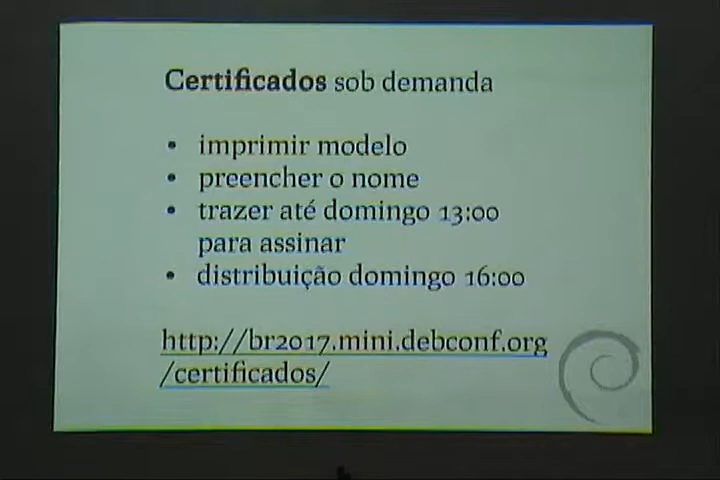 Certificados sob demanda
• imprimir modelo
• preencher o nome
• trazer até domingo 13:00
para assinar
• distribuição domingo 16:00
http://br2017.mini.debconf.org
/certificados/